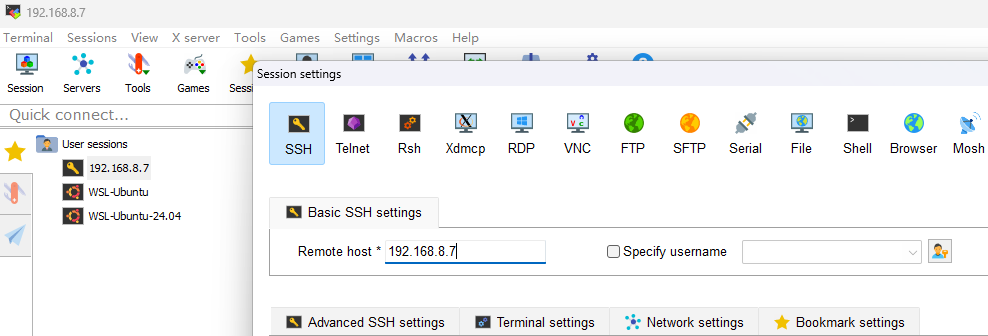 192.168.8.7
Terminal Sessions View X server Tools Games Settings Macros Help
Session Servers Tools Games
Session settings
Quick connect...
SSH Telnet Rsh Xdmcp RDP VNC FTP SFTP Serial File Shell Browser Mosh
User sessions
192.168.8.7
WSL-Ubuntu
WSL-Ubuntu-24.04
Basic SSH settings
Remote host * 192.168.8.7 Specify username
Advanced SSH settings Terminal settings Network settings Bookmark settings